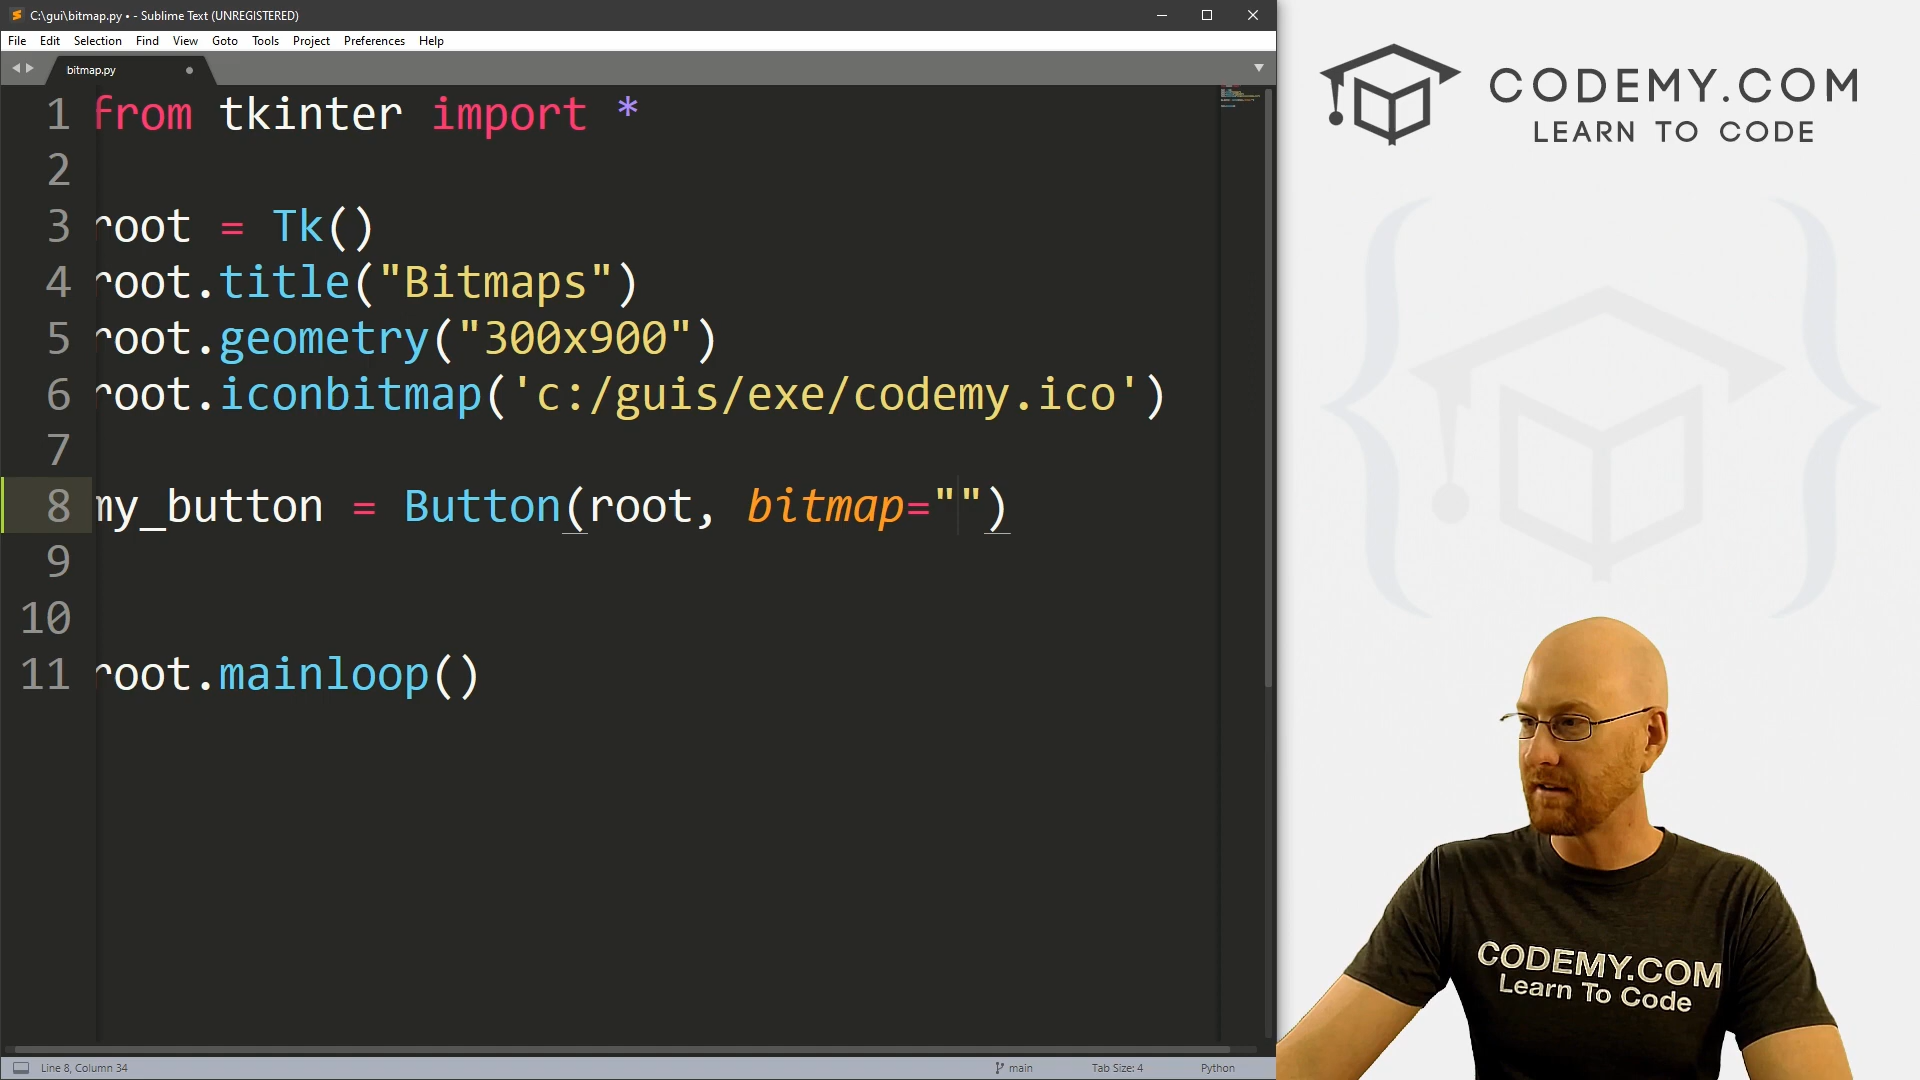 C:\gui\bitmap.py • - Sublime Text (UNREGISTERED)
File Edit Selection Find View Goto Tools Project Preferences Help
bitmap.py
1 from tkinter import *
2
3 root = Tk()
4 root.title("Bitmaps")
5 root.geometry("300x900")
6 root.iconbitmap('c:/guis/exe/codemy.ico')
7
8 my_button = Button(root, bitmap="")
9
10
11 root.mainloop()
Line 8, Column 34 main Tab Size: 4 Python
CODEMY.COM
LEARN TO CODE
CODEMY.COM
Learn To Code